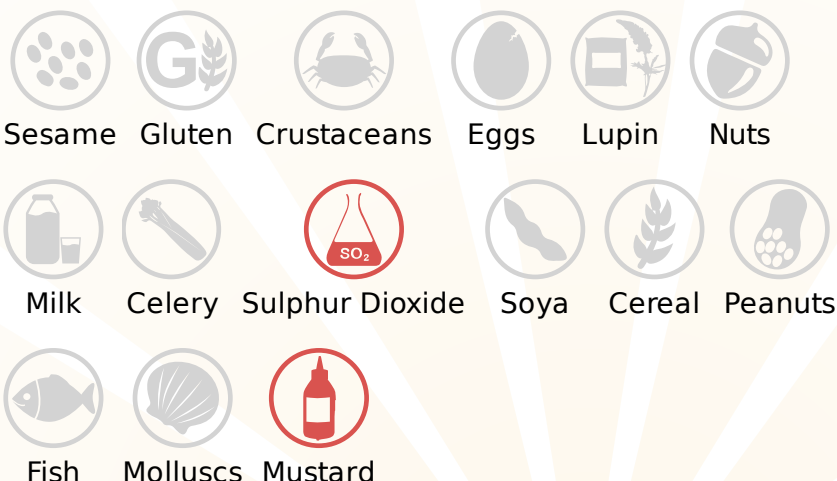 G
Sesame Gluten Crustaceans Eggs Lupin Nuts
SO₂
Milk Celery Sulphur Dioxide Soya Cereal Peanuts
Fish Molluscs Mustard